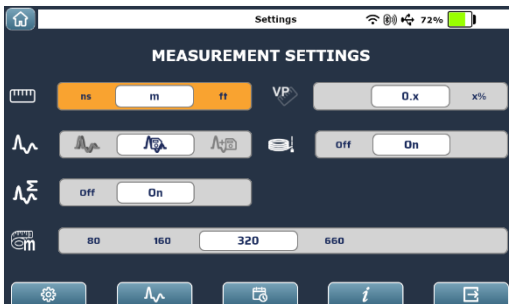 Settings 72%
MEASUREMENT SETTINGS
ns m ft VP 0.x x%
Off On
Off On
m 80 160 320 660
i